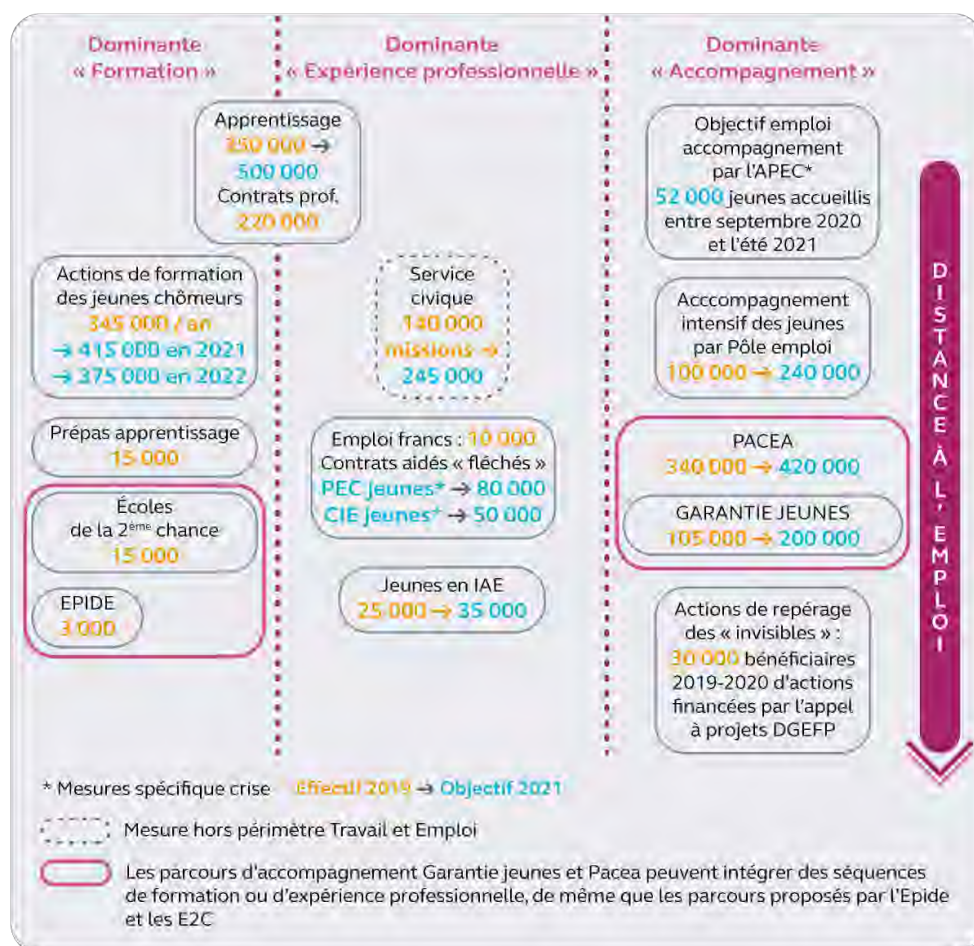 Dominante
« Formation »
Dominante
« Expérience professionnelle »
Dominante
« Accompagnement »
Apprentissage
350 000 →
500 000
Contrats prof.
220 000
Actions de formation
des jeunes chômeurs
345 000 / an
→ 415 000 en 2021
→ 375 000 en 2022
Prépas apprentissage
15 000
Écoles
de la 2ème chance
15 000
EPIDE
3 000
Service
civique
140 000
missions →
245 000
Emploi francs : 10 000
Contrats aidés « fléchés »
PEC Jeunes* → 80 000
CIE Jeunes* → 50 000
Jeunes en IAE
25 000 → 35 000
Objectif emploi
accompagnement
par l'APEC*
52 000 jeunes accueillis
entre septembre 2020
et l'été 2021
Acccompagnement
intensif des jeunes
par Pôle emploi
100 000 → 240 000
PACEA
340 000 → 420 000
GARANTIE JEUNES
105 000 → 200 000
Actions de repérage
des « invisibles » :
30 000 bénéficiaires
2019-2020 d'actions
financées par l'appel
à projets DGEFP
DISTANCE À L'EMPLOI
* Mesures spécifique crise Effectif 2019 → Objectif 2021
Mesure hors périmètre Travail et Emploi
Les parcours d'accompagnement Garantie jeunes et Pacea peuvent intégrer des séquences
de formation ou d'expérience professionnelle, de même que les parcours proposés par l'Epide
et les E2C